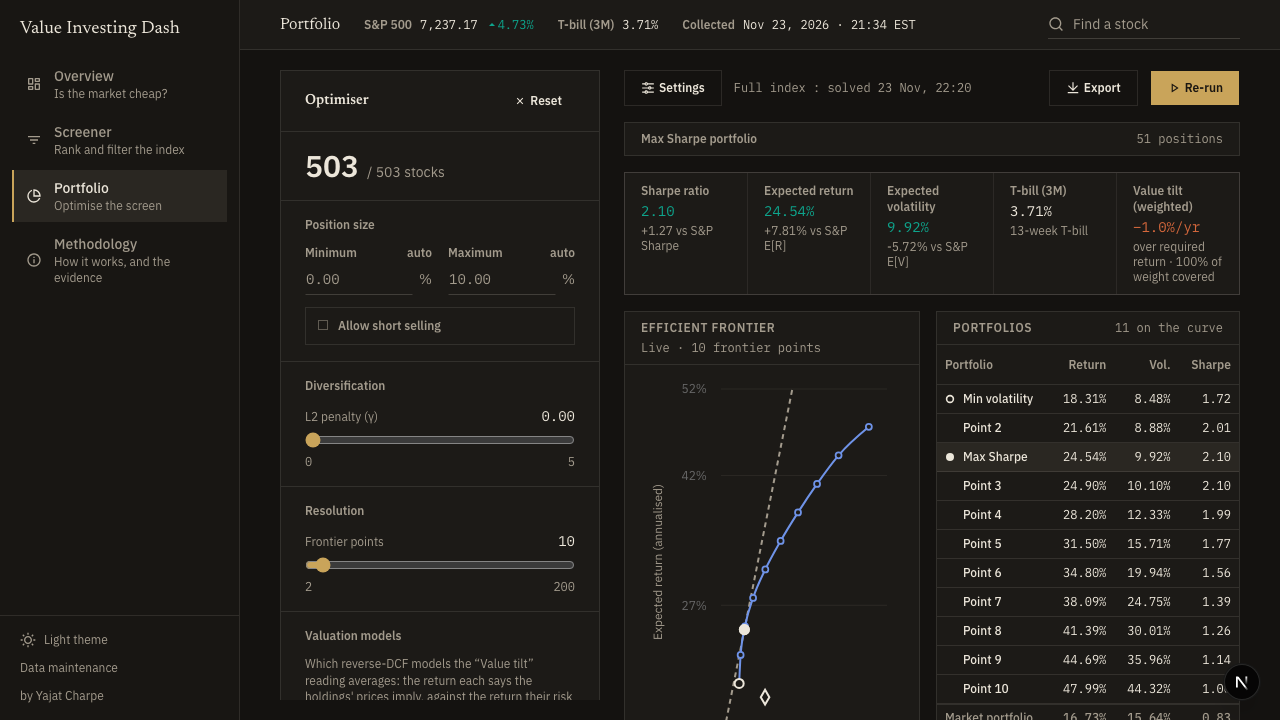 Value Investing Dash
Overview
Is the market cheap?
Screener
Rank and filter the index
Portfolio
Optimise the screen
Methodology
How it works, and the
evidence
Light theme
Data maintenance
by Yajat Charpe
Portfolio
S&P 500 7,237.17 4.73%
T-bill (3M) 3.71%
Collected Nov 23, 2026 · 21:34 EST
Find a stock
Optimiser
× Reset
503 / 503 stocks
Position size
Minimum auto
Maximum auto
0.00 %
10.00 %
Allow short selling
Diversification
L2 penalty (γ) 0.00
0 5
Resolution
Frontier points 10
2 200
Valuation models
Which reverse-DCF models the “Value tilt”
reading averages: the return each says the
holdings' prices imply, against the return their risk
Settings
Full index : solved 23 Nov, 22:20
Export
Re-run
Max Sharpe portfolio 51 positions
Sharpe ratio
2.10
+1.27 vs S&P
Sharpe
Expected return
24.54%
+7.81% vs S&P
E[R]
Expected
volatility
9.92%
-5.72% vs S&P
E[V]
T-bill (3M)
3.71%
13-week T-bill
Value tilt
(weighted)
−1.0%/yr
over required
return · 100% of
weight covered
EFFICIENT FRONTIER
Live · 10 frontier points
52%
42%
27%
Expected return (annualised)
PORTFOLIOS 11 on the curve
Portfolio Return Vol. Sharpe
Min volatility 18.31% 8.48% 1.72
Point 2 21.61% 8.88% 2.01
Max Sharpe 24.54% 9.92% 2.10
Point 3 24.90% 10.10% 2.10
Point 4 28.20% 12.33% 1.99
Point 5 31.50% 15.71% 1.77
Point 6 34.80% 19.94% 1.56
Point 7 38.09% 24.75% 1.39
Point 8 41.39% 30.01% 1.26
Point 9 44.69% 35.96% 1.14
Point 10 47.99% 44.32%
Market portfolio 16.73% 15.64% 0.83
N